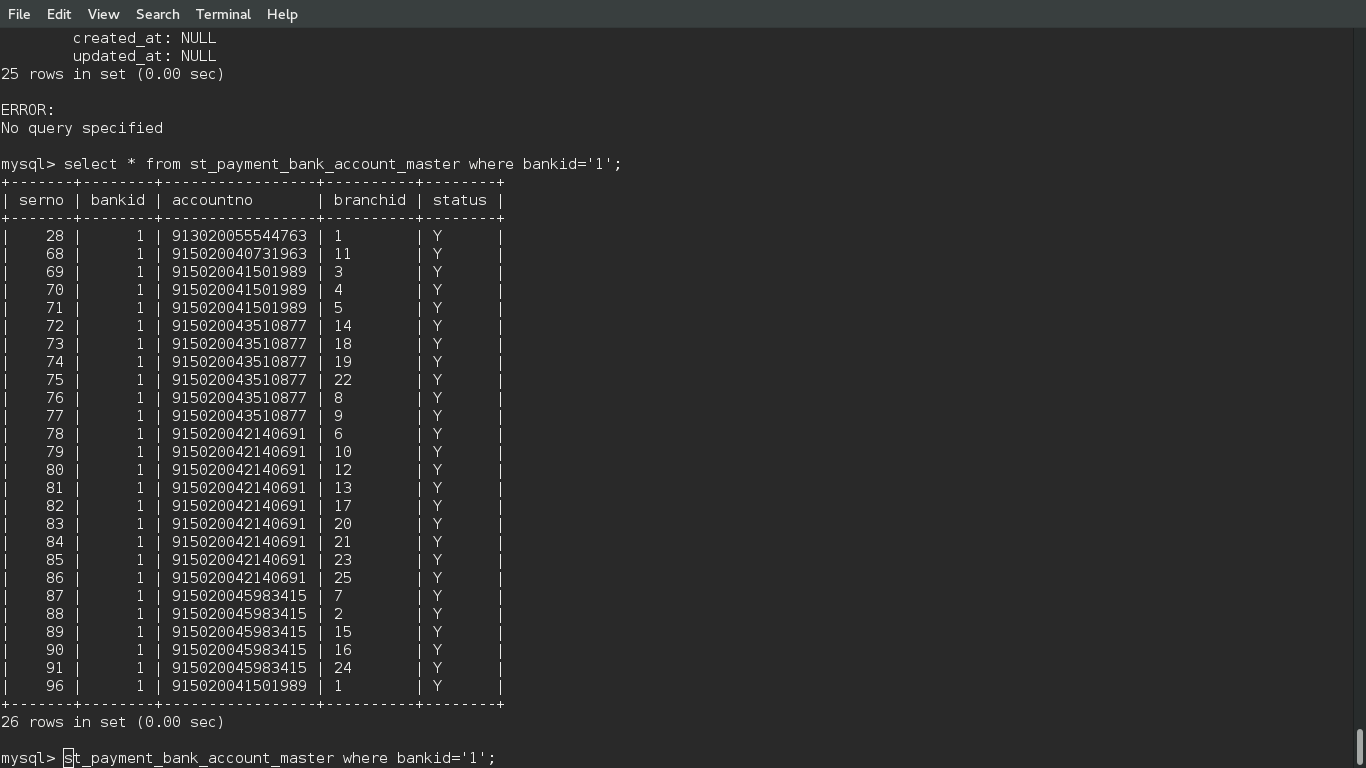 File Edit View Search Terminal Help
        created_at: NULL
        updated_at: NULL
25 rows in set (0.00 sec)

ERROR:
No query specified

mysql> select * from st_payment_bank_account_master where bankid='1';
+-------+--------+-----------------+----------+--------+
| serno | bankid | accountno       | branchid | status |
+-------+--------+-----------------+----------+--------+
|    28 |      1 | 913020055544763 | 1        | Y      |
|    68 |      1 | 915020040731963 | 11       | Y      |
|    69 |      1 | 915020041501989 | 3        | Y      |
|    70 |      1 | 915020041501989 | 4        | Y      |
|    71 |      1 | 915020041501989 | 5        | Y      |
|    72 |      1 | 915020043510877 | 14       | Y      |
|    73 |      1 | 915020043510877 | 18       | Y      |
|    74 |      1 | 915020043510877 | 19       | Y      |
|    75 |      1 | 915020043510877 | 22       | Y      |
|    76 |      1 | 915020043510877 | 8        | Y      |
|    77 |      1 | 915020043510877 | 9        | Y      |
|    78 |      1 | 915020042140691 | 6        | Y      |
|    79 |      1 | 915020042140691 | 10       | Y      |
|    80 |      1 | 915020042140691 | 12       | Y      |
|    81 |      1 | 915020042140691 | 13       | Y      |
|    82 |      1 | 915020042140691 | 17       | Y      |
|    83 |      1 | 915020042140691 | 20       | Y      |
|    84 |      1 | 915020042140691 | 21       | Y      |
|    85 |      1 | 915020042140691 | 23       | Y      |
|    86 |      1 | 915020042140691 | 25       | Y      |
|    87 |      1 | 915020045983415 | 7        | Y      |
|    88 |      1 | 915020045983415 | 2        | Y      |
|    89 |      1 | 915020045983415 | 15       | Y      |
|    90 |      1 | 915020045983415 | 16       | Y      |
|    91 |      1 | 915020045983415 | 24       | Y      |
|    96 |      1 | 915020041501989 | 1        | Y      |
+-------+--------+-----------------+----------+--------+
26 rows in set (0.00 sec)

mysql> st_payment_bank_account_master where bankid='1';